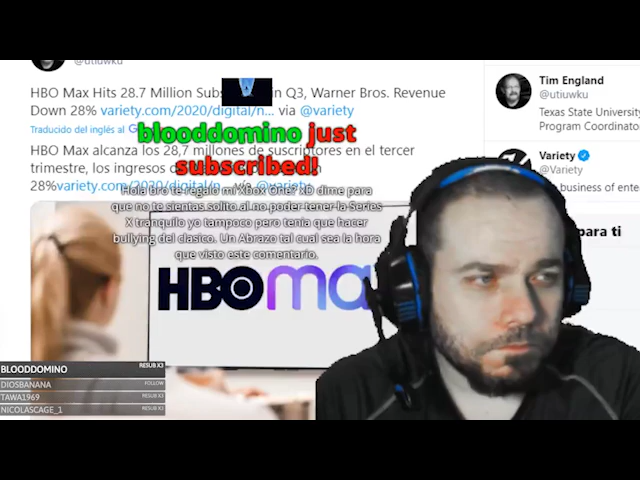 @utiuwku
HBO Max Hits 28.7 Million Subs in Q3, Warner Bros. Revenue
Down 28% variety.com/2020/digital/n... via @variety
Traducido del inglés al G
HBO Max alcanza los 28,7 millones de suscriptores en el tercer
trimestre, los ingresos d
28%variety.com/2020/digital/n... via @variety
blooddomino just
subscribed!
Hola bro te regalo mi Xbox One? xD dime para
que no te sientas solito al no poder tener la Series
X tranquilo yo tampoco pero tenia que hacer
bullying del clasico. Un Abrazo tal cual sea la hora
que visto este comentario.
HBO ma
Tim England
@utiuwku
Texas State University
Program Coordinator
Variety
@Variety
business of ente
para ti
BLOODDOMINO RESUB X3
DIOSBANANA FOLLOW
TAWA1969 RESUB X3
NICOLASCAGE_1 RESUB X3